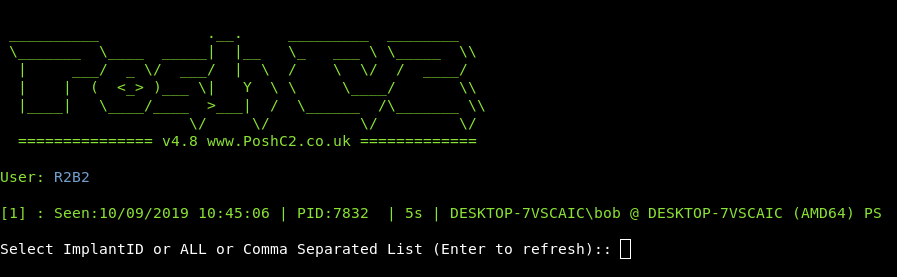 PoshC2
=============== v4.8 www.PoshC2.co.uk =============
User: R2B2
[1] : Seen:10/09/2019 10:45:06 | PID:7832  | 5s | DESKTOP-7VSCAIC\bob @ DESKTOP-7VSCAIC (AMD64) PS
Select ImplantID or ALL or Comma Separated List (Enter to refresh)::